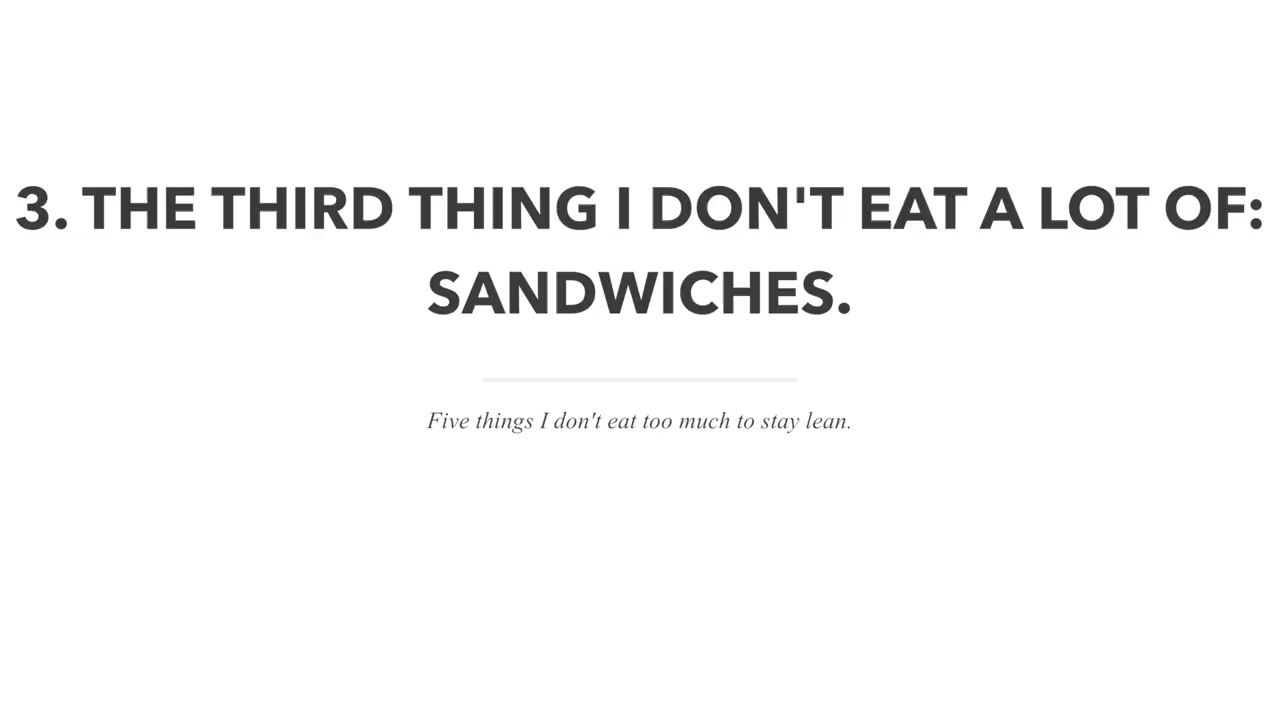 3. THE THIRD THING I DON'T EAT A LOT OF:
SANDWICHES.
Five things I don't eat too much to stay lean.